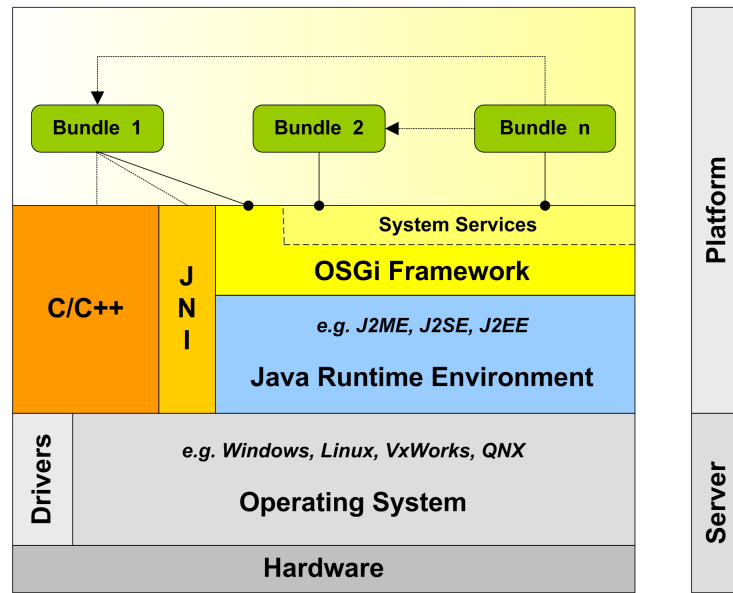 Bundle 1
Bundle 2
Bundle n
System Services
OSGi Framework
C/C++
J
N
I
e.g. J2ME, J2SE, J2EE
Java Runtime Environment
Drivers
e.g. Windows, Linux, VxWorks, QNX
Operating System
Hardware
Platform
Server